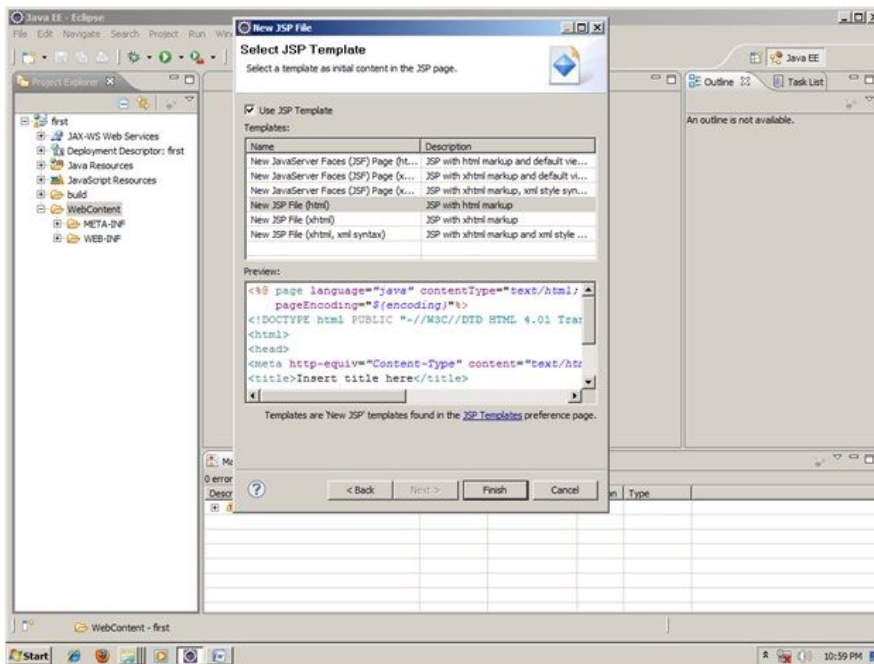 Java EE - Eclipse
File Edit Navigate Search Project Run
Java EE
Project Explorer
first
JAX-WS Web Services
Deployment Descriptor: first
Java Resources
JavaScript Resources
build
WebContent
META-INF
WEB-INF
New JSP File
Select JSP Template
Select a template as initial content in the JSP page.
Use JSP Template
Templates:
Name Description
New JavaServer Faces (JSF) Page (ht... JSP with html markup and default vie...
New JavaServer Faces (JSF) Page (x... JSP with xhtml markup and default vi...
New JavaServer Faces (JSF) Page (x... JSP with xhtml markup, xml style syn...
New JSP File (html) JSP with html markup
New JSP File (xhtml) JSP with xhtml markup
New JSP File (xhtml, xml syntax) JSP with xhtml markup and xml style ...
Preview:
<%@ page language="java" contentType="text/html;
pageEncoding="${encoding}"%>
<!DOCTYPE html PUBLIC "-//W3C//DTD HTML 4.01 Tran
<html>
<head>
<meta http-equiv="Content-Type" content="text/htm
<title>Insert title here</title>
Templates are 'New JSP' templates found in the JSP Templates preference page.
? < Back Next > Finish Cancel
Outline Task List
An outline is not available.
0 error
Descr Type
WebContent - first
Start 10:59 PM